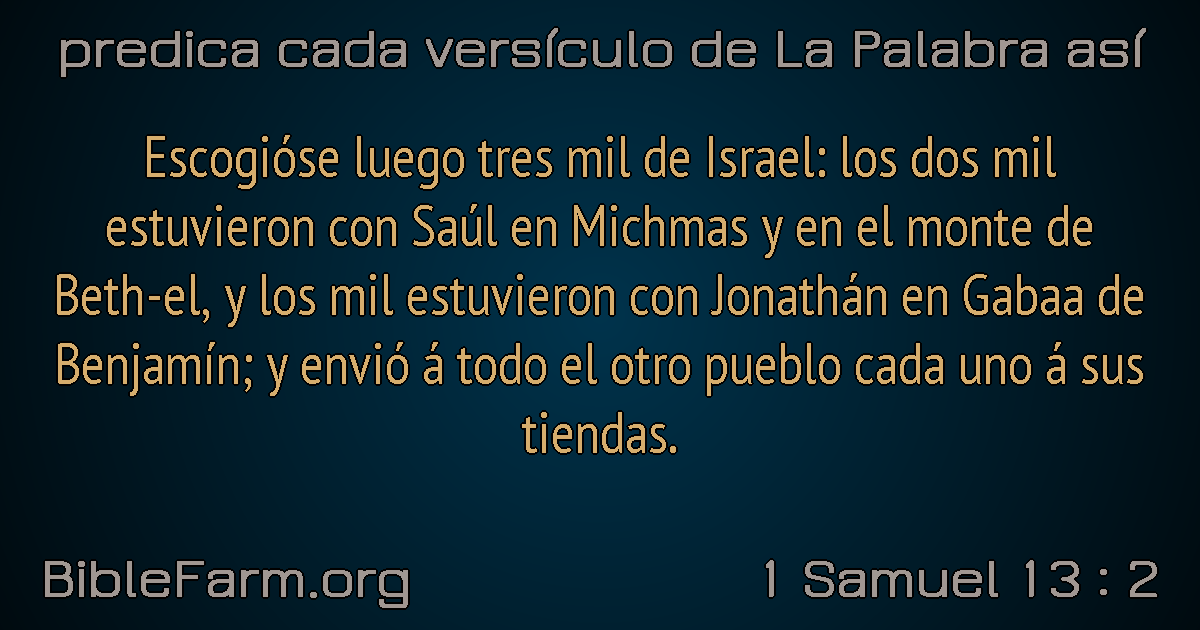 predica cada versículo de La Palabra así
Escogióse luego tres mil de Israel: los dos mil
estuvieron con Saúl en Michmas y en el monte de
Beth-el, y los mil estuvieron con Jonathán en Gabaa de
Benjamín; y envió á todo el otro pueblo cada uno á sus
tiendas.
BibleFarm.org
1 Samuel 13 : 2